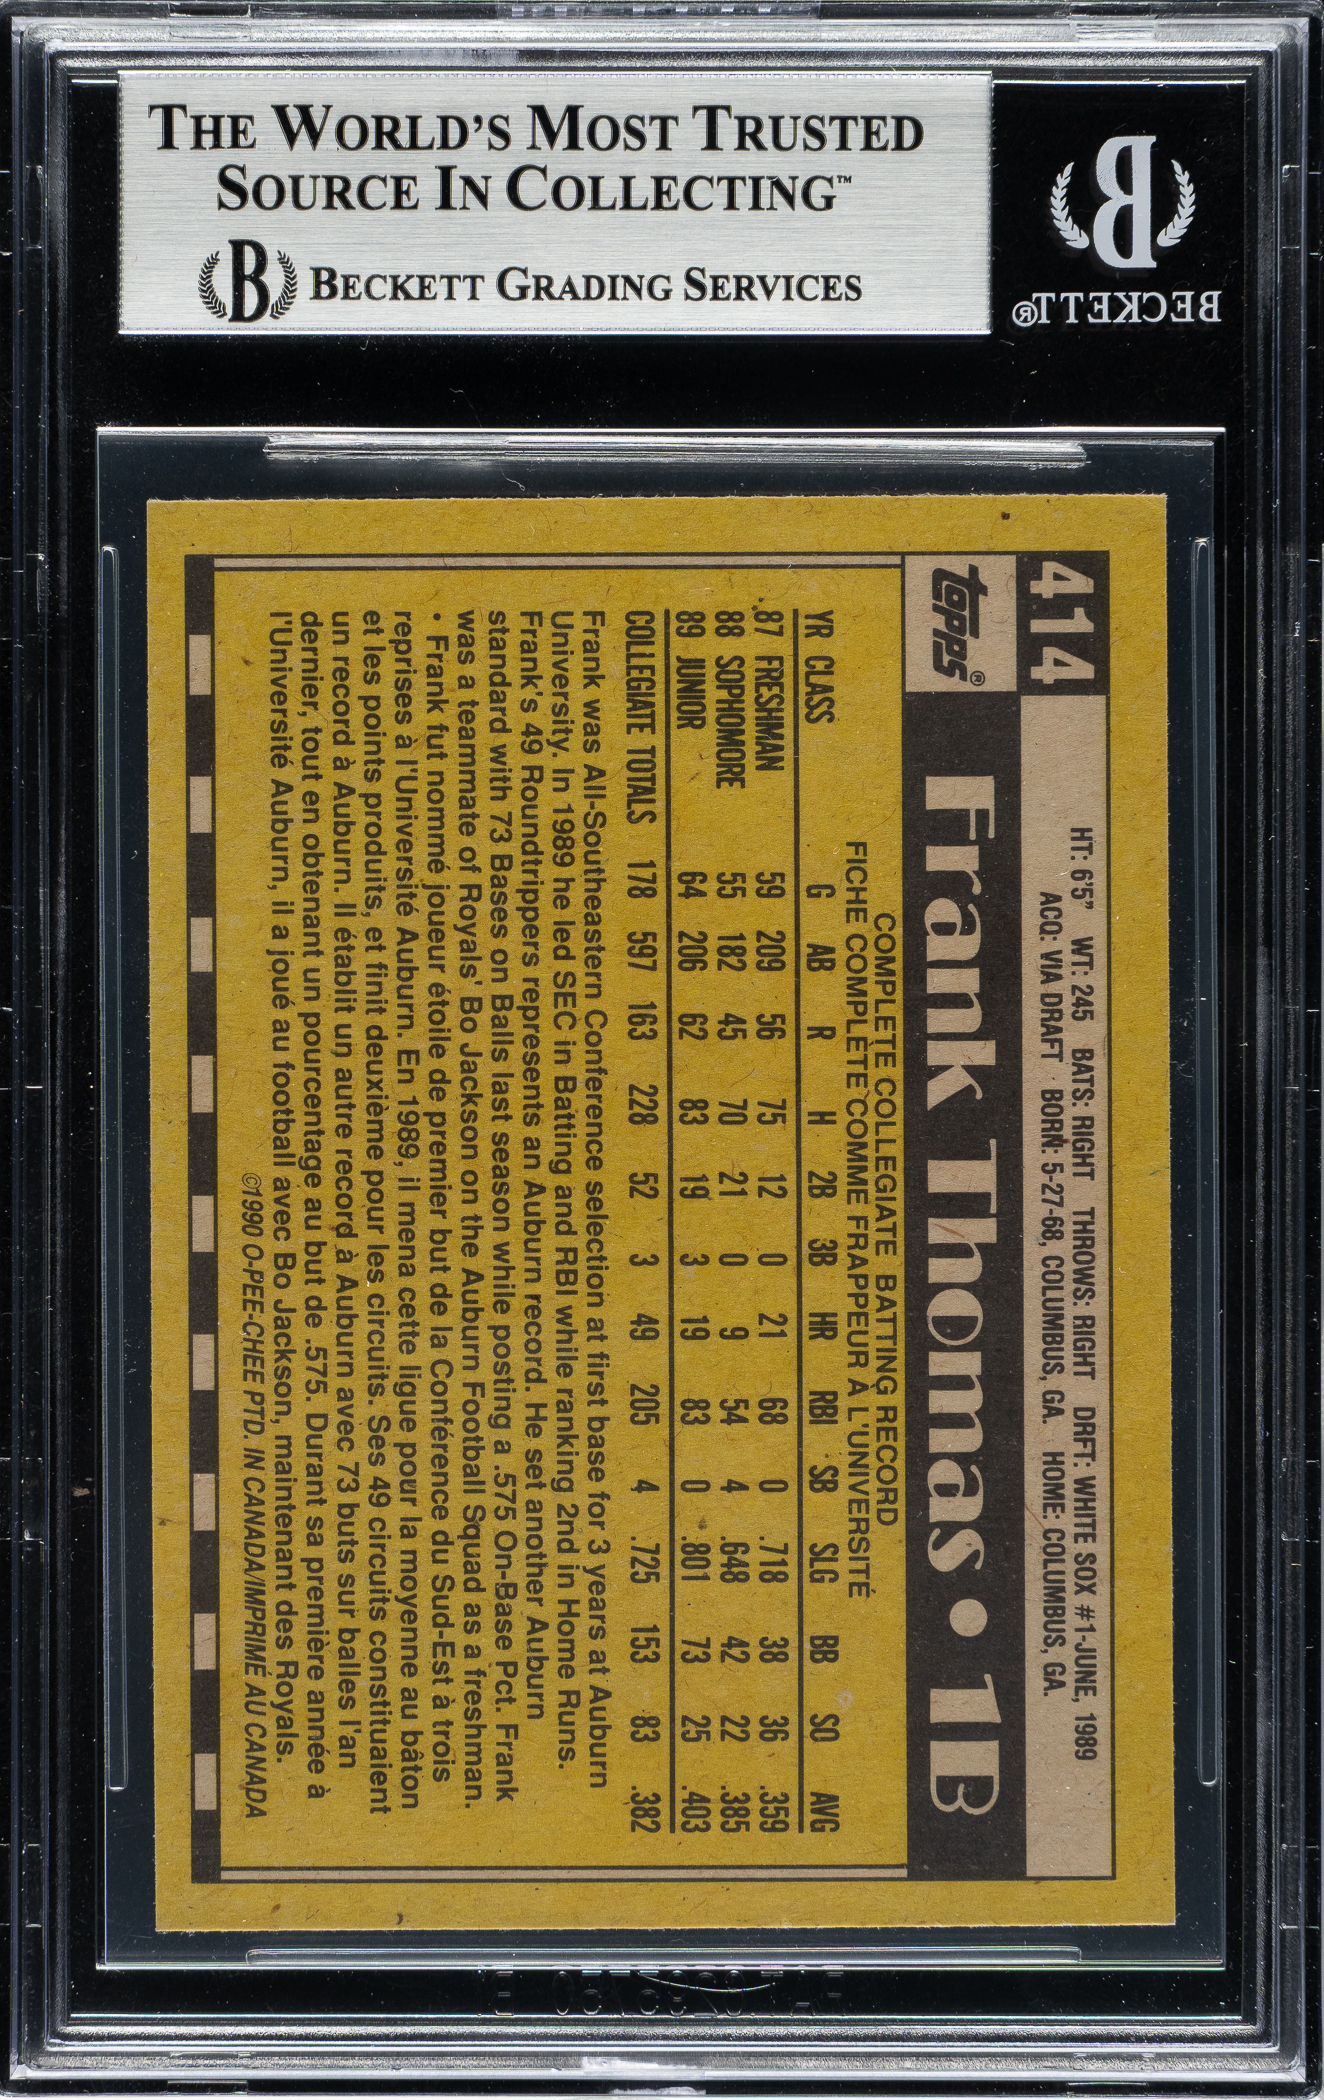 THE WORLD'S MOST TRUSTED
SOURCE IN COLLECTING™
B BECKETT GRADING SERVICES
B
BECKETT®
414
HT: 6'5" WT: 245 BATS: RIGHT THROWS: RIGHT DRFT: WHITE SOX #1-JUNE, 1989
ACQ: VIA DRAFT BORN: 5-27-68, COLUMBUS, GA. HOME: COLUMBUS, GA.
topps® Frank Thomas • 1B
COMPLETE COLLEGIATE BATTING RECORD
FICHE COMPLÈTE COMME FRAPPEUR À L'UNIVERSITÉ
YR CLASS G AB R H 2B 3B HR RBI SB SLG BB SO AVG
87 FRESHMAN 59 209 56 75 12 0 21 68 0 .718 38 36 .359
88 SOPHOMORE 55 182 45 70 21 0 9 54 4 .648 42 22 .385
89 JUNIOR 64 206 62 83 19 3 19 83 0 .801 73 25 .403
COLLEGIATE TOTALS 178 597 163 228 52 3 49 205 4 .725 153 83 .382
Frank was All-Southeastern Conference selection at first base for 3 years at Auburn
University. In 1989 he led SEC in Batting and RBI while ranking 2nd in Home Runs.
Frank's 49 Roundtrippers represents an Auburn record. He set another Auburn
standard with 73 Bases on Balls last season while posting a .575 On-Base Pct. Frank
was a teammate of Royals' Bo Jackson on the Auburn Football Squad as a freshman.
• Frank fut nommé joueur étoile de premier but de la Conférence du Sud-Est à trois
reprises à l'Université Auburn. En 1989, il mena cette ligue pour la moyenne au bâton
et les points produits, et finit deuxième pour les circuits. Ses 49 circuits constituaient
un record à Auburn. Il établit un autre record à Auburn avec 73 buts sur balles l'an
dernier, tout en obtenant un pourcentage au but de .575. Durant sa première année à
l'Université Auburn, il a joué au football avec Bo Jackson, maintenant des Royals.
©1990 O-PEE-CHEE PTD. IN CANADA/IMPRIMÉ AU CANADA